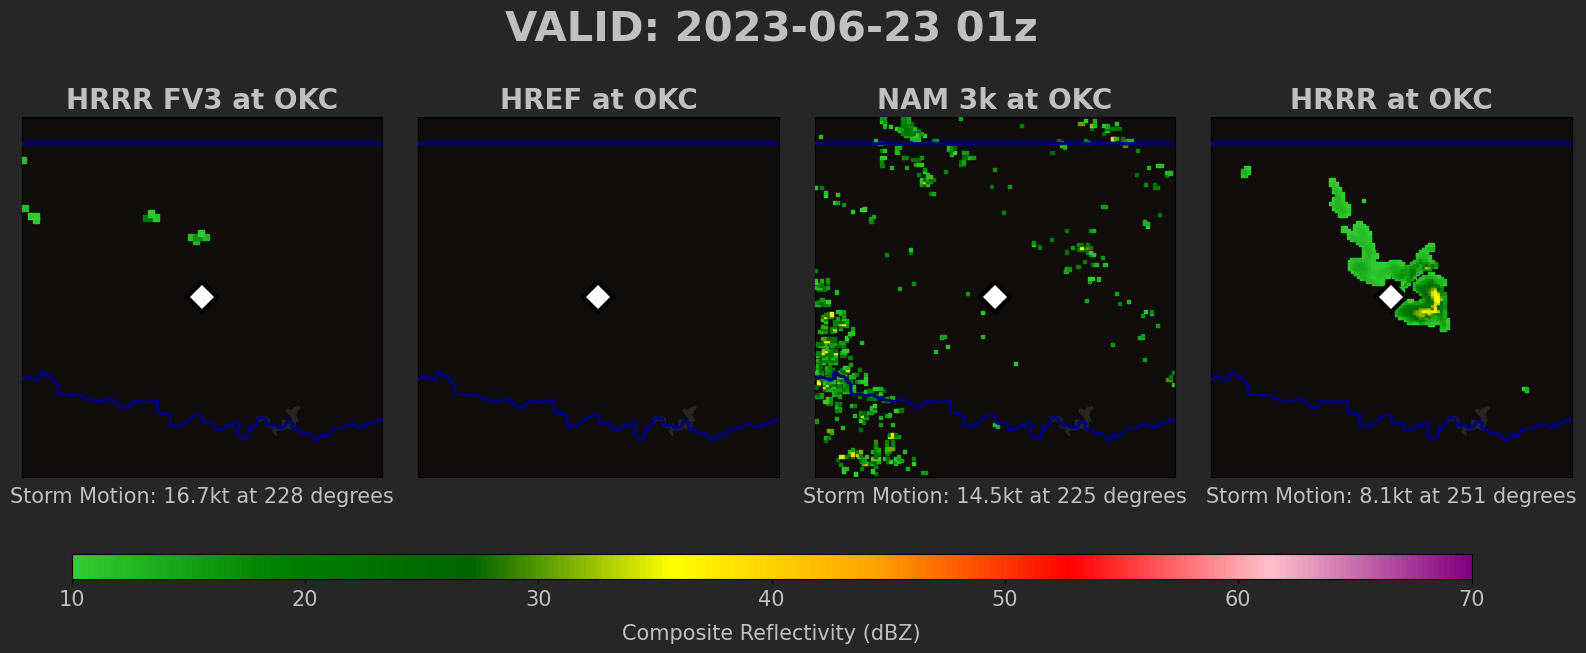 VALID: 2023-06-23 01z
HRRR FV3 at OKC
HREF at OKC
NAM 3k at OKC
HRRR at OKC
Storm Motion: 16.7kt at 228 degrees
Storm Motion: 14.5kt at 225 degrees
Storm Motion: 8.1kt at 251 degrees
10 20 30 40 50 60 70
Composite Reflectivity (dBZ)